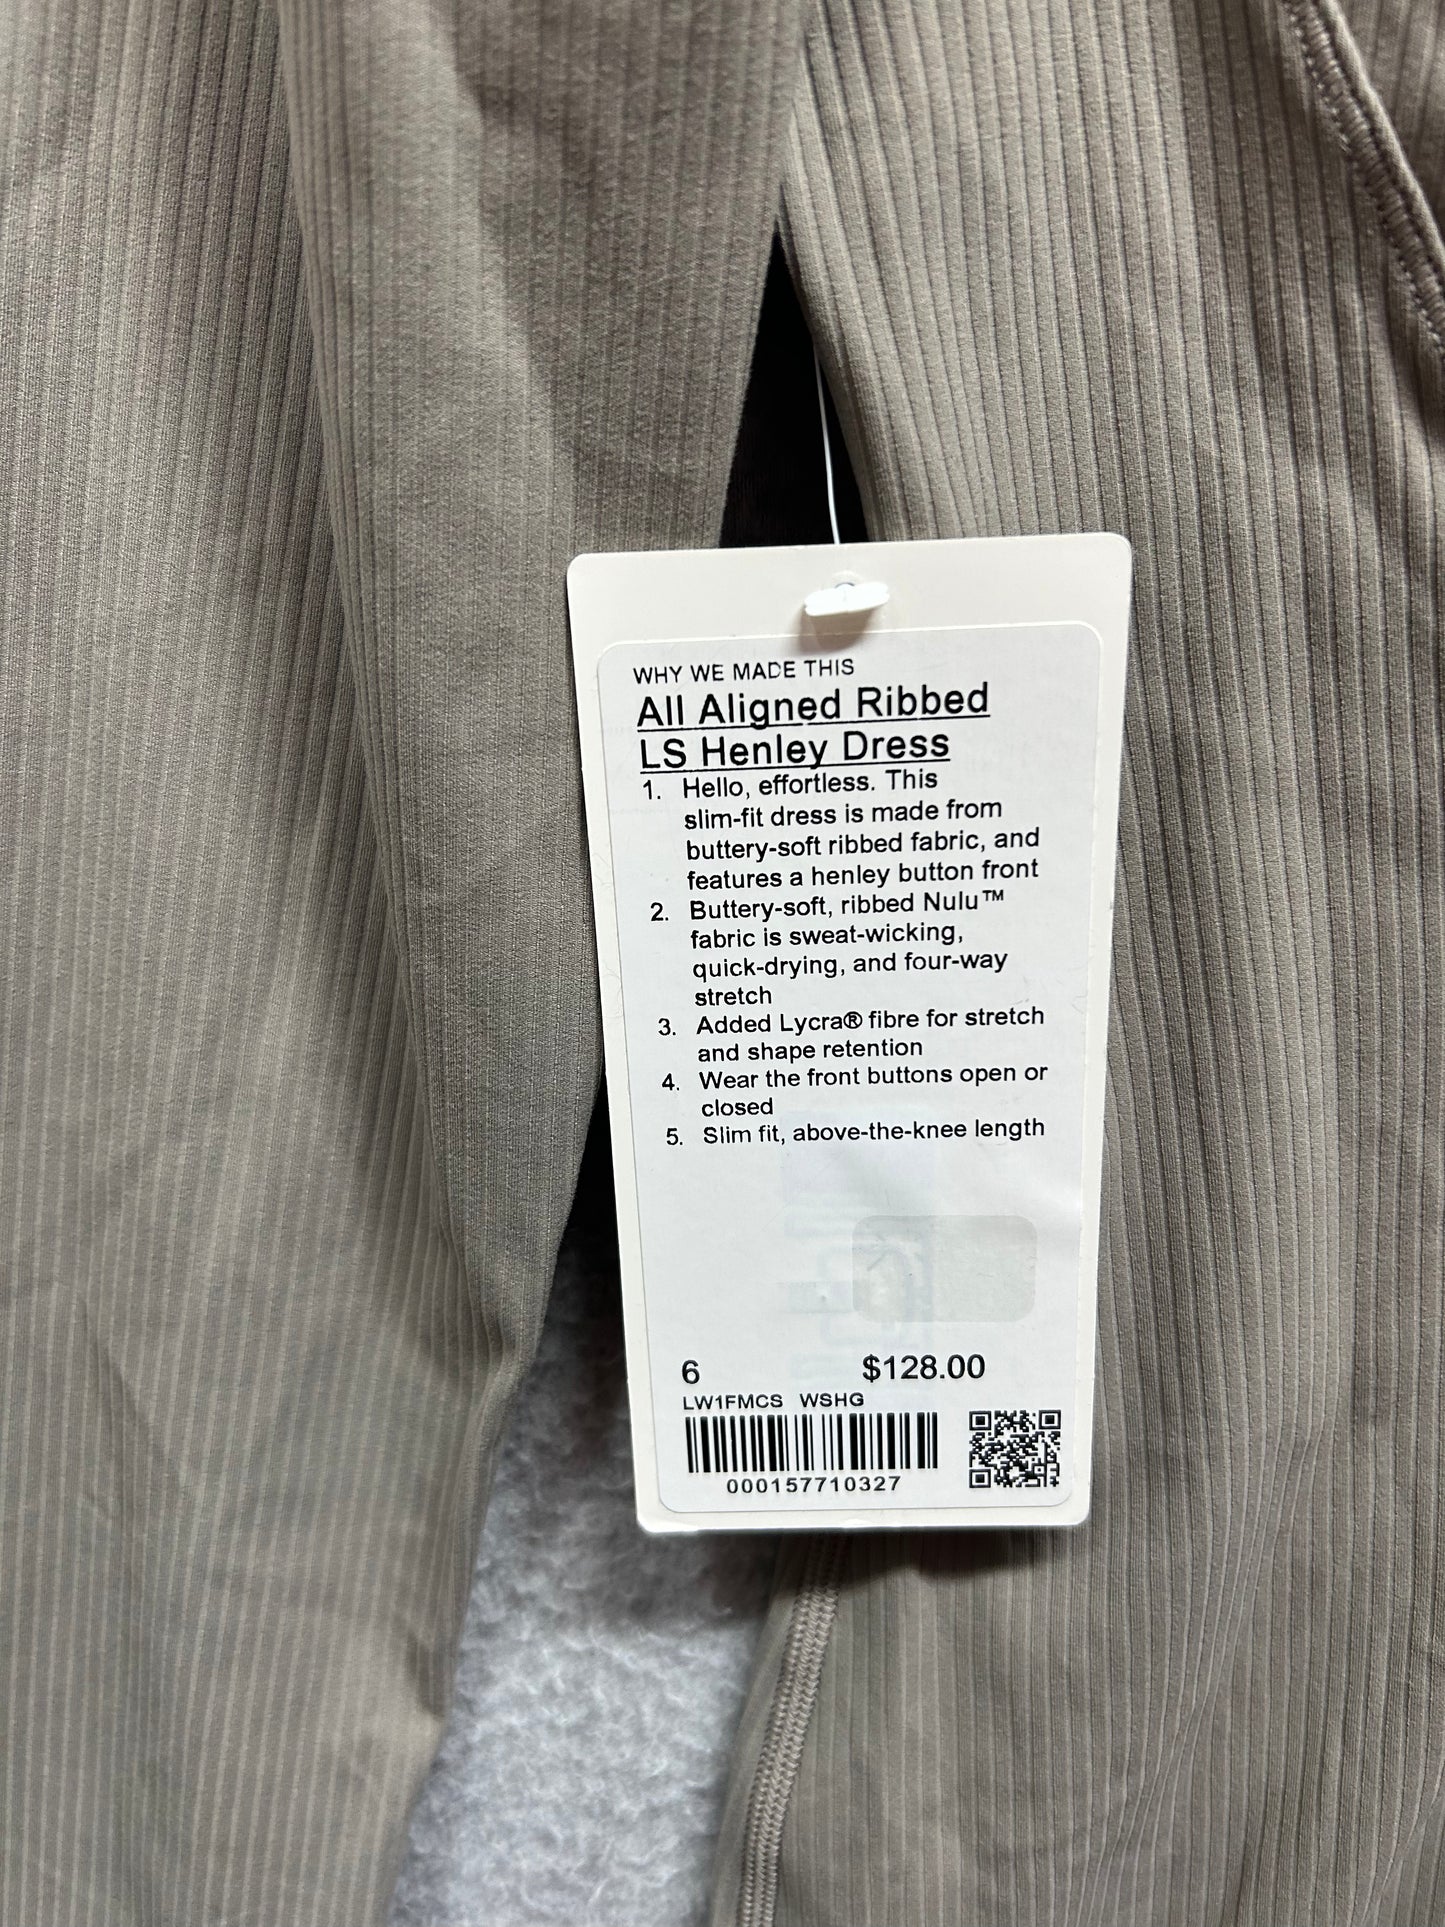 WHY WE MADE THIS
All Aligned Ribbed
LS Henley Dress
1. Hello, effortless. This
slim-fit dress is made from
buttery-soft ribbed fabric, and
features a henley button front
2. Buttery-soft, ribbed Nulu™
fabric is sweat-wicking,
quick-drying, and four-way
stretch
3. Added Lycra® fibre for stretch
and shape retention
4. Wear the front buttons open or
closed
5. Slim fit, above-the-knee length
6 $128.00
LW1FMCS WSHG
000157710327